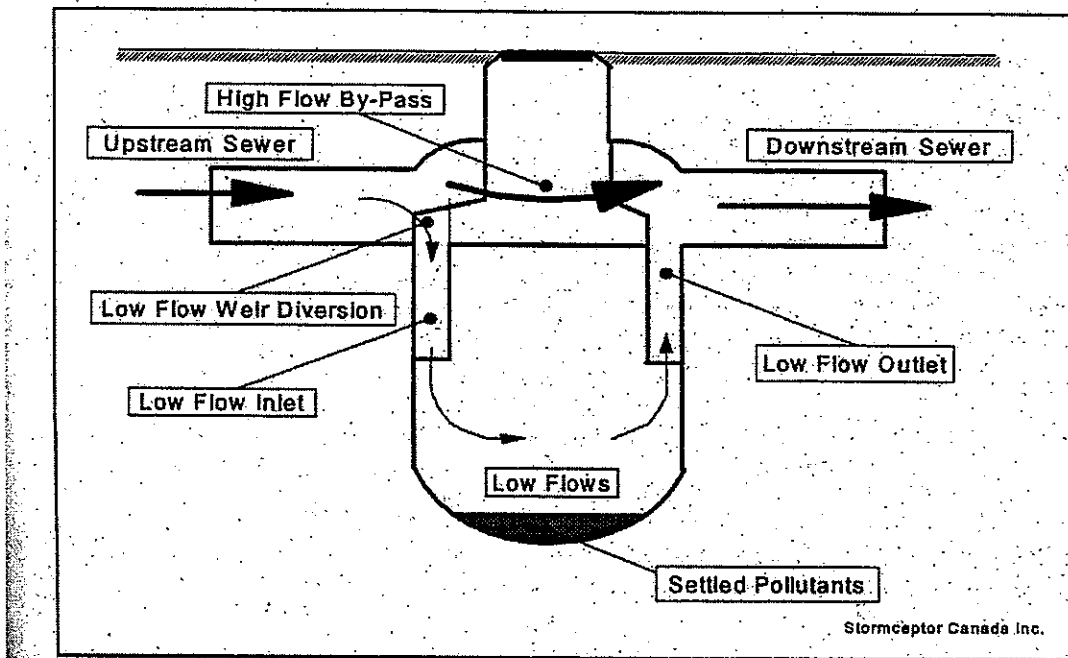 High Flow By-Pass
Upstream Sewer
Downstream Sewer
Low Flow Weir Diversion
Low Flow Outlet
Low Flow Inlet
Low Flows
Settled Pollutants
Stormceptor Canada Inc.